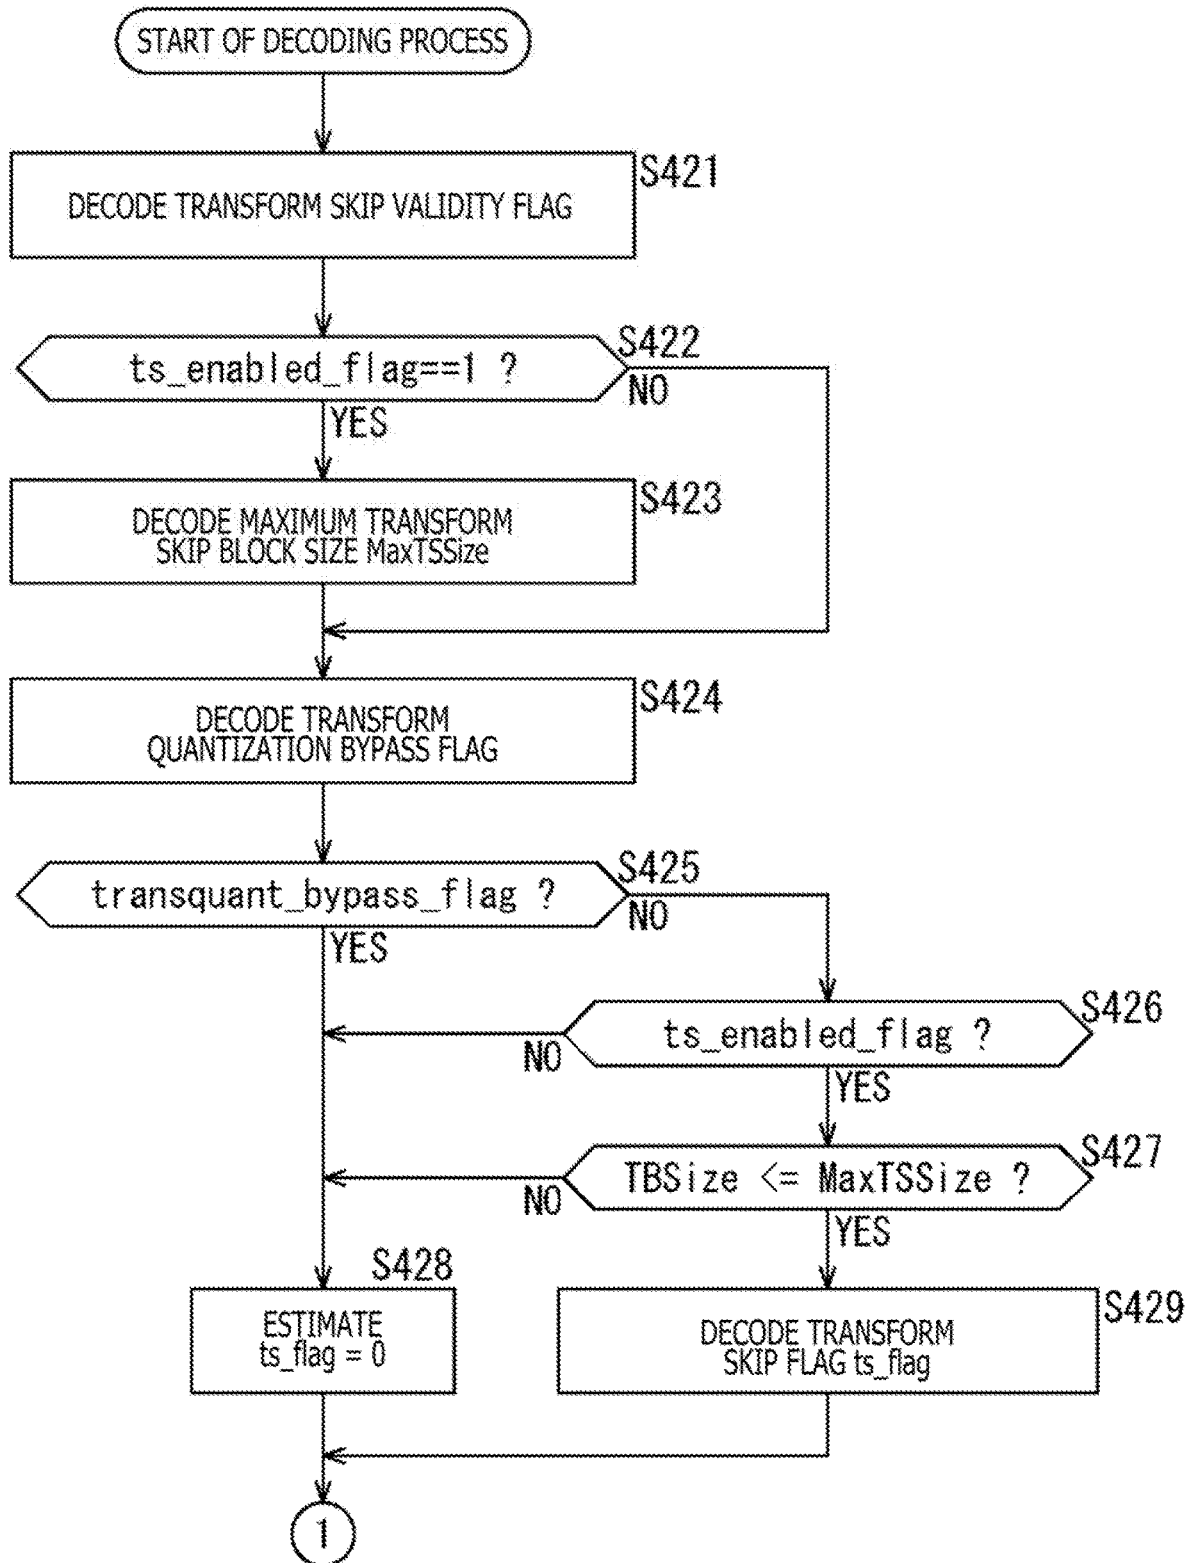 START OF DECODING PROCESS
S421
DECODE TRANSFORM SKIP VALIDITY FLAG
S422
ts_enabled_flag==1 ?
NO
YES
S423
DECODE MAXIMUM TRANSFORM
SKIP BLOCK SIZE MaxTSSize
S424
DECODE TRANSFORM
QUANTIZATION BYPASS FLAG
S425
transquant_bypass_flag ?
NO
YES
S426
ts_enabled_flag ?
NO
YES
S427
TBSize <= MaxTSSize ?
NO
YES
S428
ESTIMATE
ts_flag = 0
S429
DECODE TRANSFORM
SKIP FLAG ts_flag
1